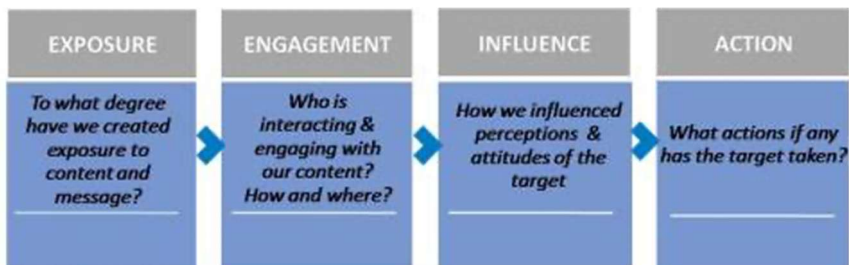 EXPOSURE
To what degree
have we created
exposure to
content and
message?
ENGAGEMENT
Who is
interacting &
engaging with
our content?
How and where?
INFLUENCE
How we influenced
perceptions &
attitudes of the
target
ACTION
What actions if any
has the target taken?